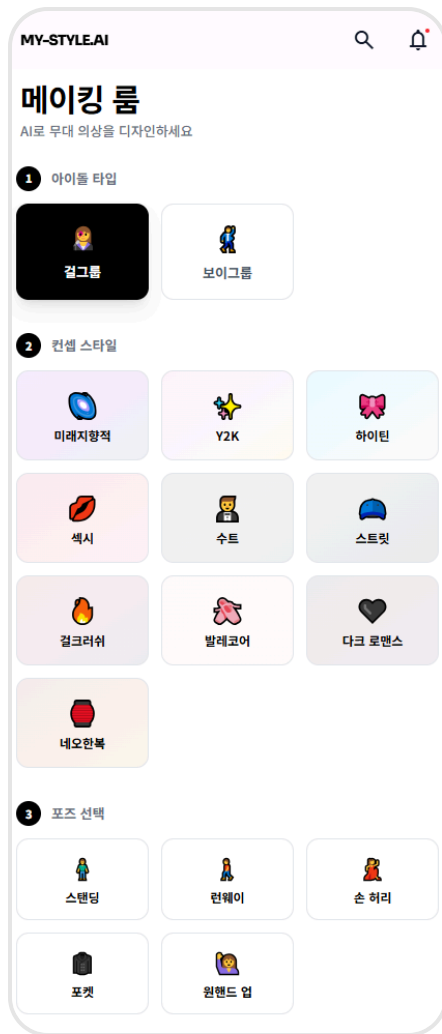 MY-STYLE.AI
메이킹 룸
AI로 무대 의상을 디자인하세요
1 아이돌 타입
걸그룹 보이그룹
2 컨셉 스타일
미래지향적 Y2K 하이틴
섹시 수트 스트릿
걸크러쉬 발레코어 다크 로맨스
네오한복
3 포즈 선택
스탠딩 런웨이 손 허리
포켓 원핸드 업